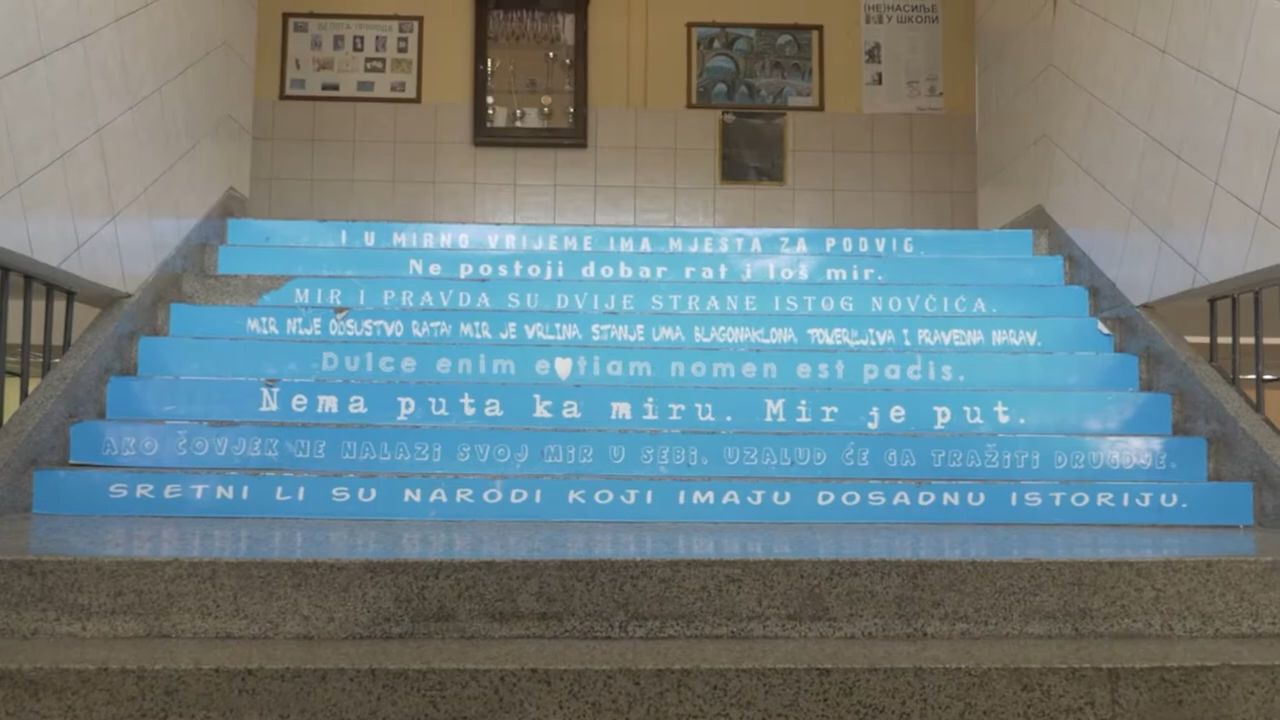 (НЕ)НАСИЉЕ
У ШКОЛИ
I U MIRNO VRIJEME IMA MJESTA ZA PODVIG.
Ne postoji dobar rat i loš mir.
MIR I PRAVDA SU DVIJE STRANE ISTOG NOVČIĆA.
MIR NIJE ODSUSTVO RATA! MIR JE VRLINA, STANJE UMA, BLAGONAKLONA, POVERLJIVA I PRAVEDNA NARAV.
Dulce enim etiam nomen est pacis.
Nema puta ka miru. Mir je put.
AKO ČOVJEK NE NALAZI SVOJ MIR U SEBI, UZALUD ĆE GA TRAŽITI DRUGDJE.
SRETNI LI SU NARODI KOJI IMAJU DOSADNU ISTORIJU.